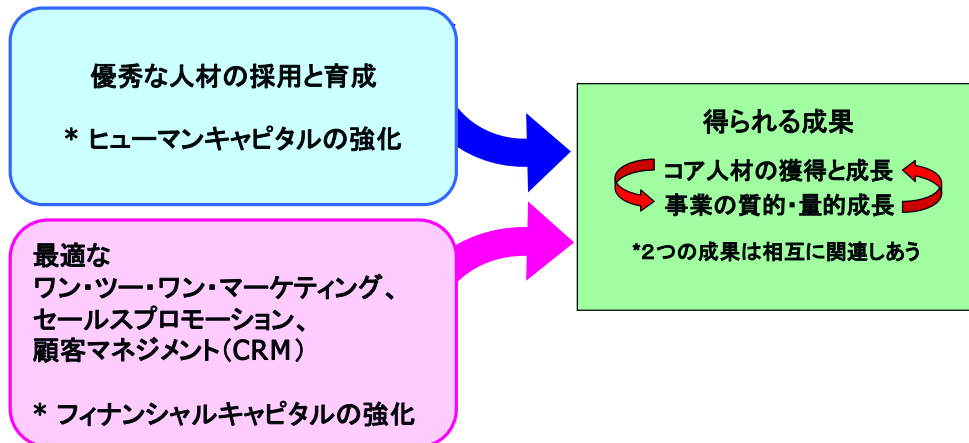 優秀な人材の採用と育成
* ヒューマンキャピタルの強化
最適な
ワン・ツー・ワン・マーケティング、
セールスプロモーション、
顧客マネジメント(CRM)
* フィナンシャルキャピタルの強化
得られる成果
コア人材の獲得と成長
事業の質的・量的成長
*2つの成果は相互に関連しあう